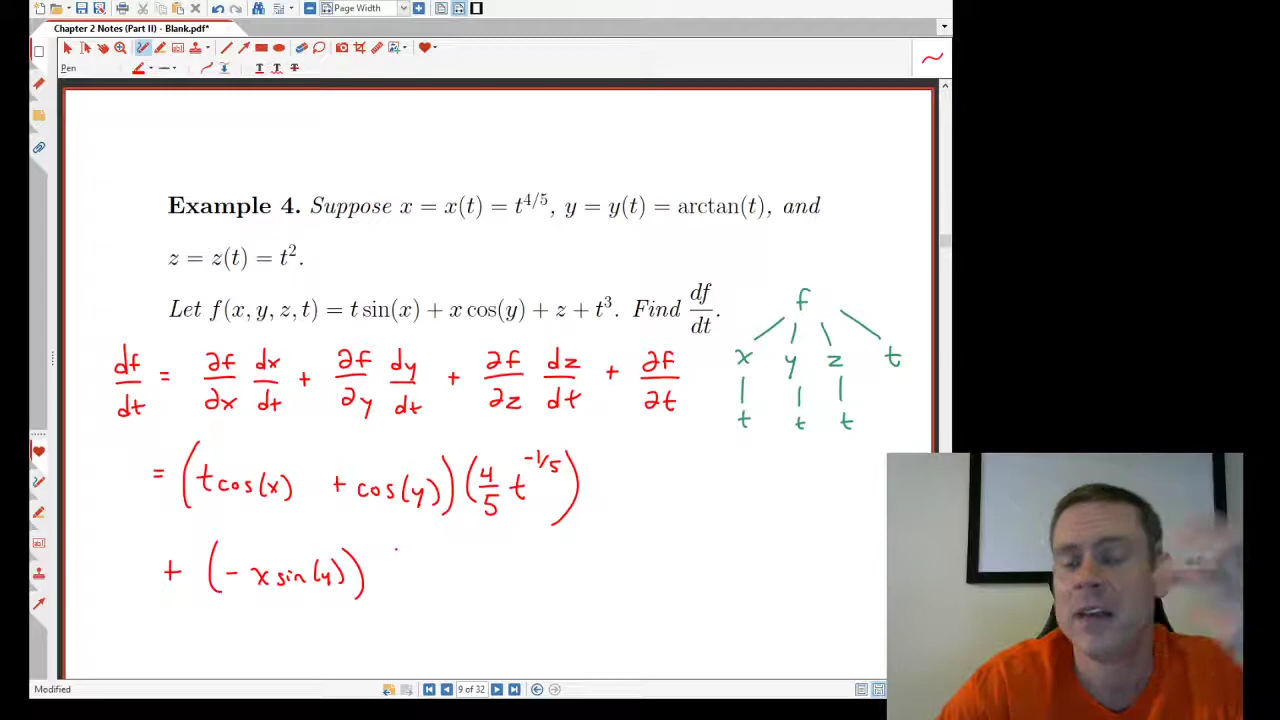 Page Width
Chapter 2 Notes (Part II) - Blank.pdf*
Pen
Example 4. Suppose x = x(t) = t^{4/5}, y = y(t) = arctan(t), and
z = z(t) = t².
Let f(x, y, z, t) = t sin(x) + x cos(y) + z + t³. Find df/dt.
f
x y z t
t t t
df/dt = ∂f/∂x dx/dt + ∂f/∂y dy/dt + ∂f/∂z dz/dt + ∂f/∂t
= (t cos(x) + cos(y)) (4/5 t^{-1/5})
+ (- x sin(y))
Modified
9 of 32